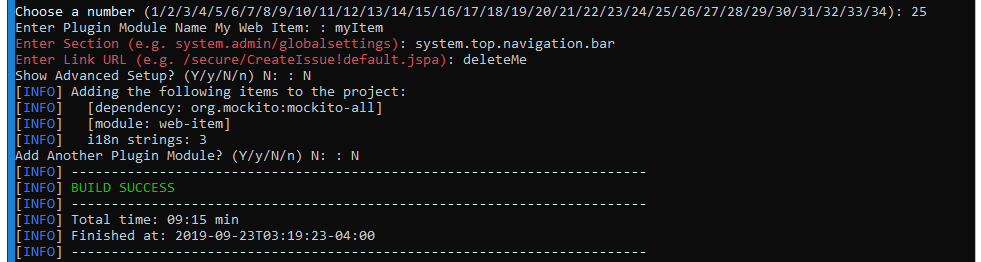 Choose a number (1/2/3/4/5/6/7/8/9/10/11/12/13/14/15/16/17/18/19/20/21/22/23/24/25/26/27/28/29/30/31/32/33/34): 25
Enter Plugin Module Name My Web Item: : myItem
Enter Section (e.g. system.admin/globalsettings): system.top.navigation.bar
Enter Link URL (e.g. /secure/CreateIssue!default.jspa): deleteMe
Show Advanced Setup? (Y/y/N/n) N: : N
[INFO] Adding the following items to the project:
[INFO]   [dependency: org.mockito:mockito-all]
[INFO]   [module: web-item]
[INFO]   i18n strings: 3
Add Another Plugin Module? (Y/y/N/n) N: : N
[INFO] ------------------------------------------------------------------------
[INFO] BUILD SUCCESS
[INFO] ------------------------------------------------------------------------
[INFO] Total time: 09:15 min
[INFO] Finished at: 2019-09-23T03:19:23-04:00
[INFO] ------------------------------------------------------------------------